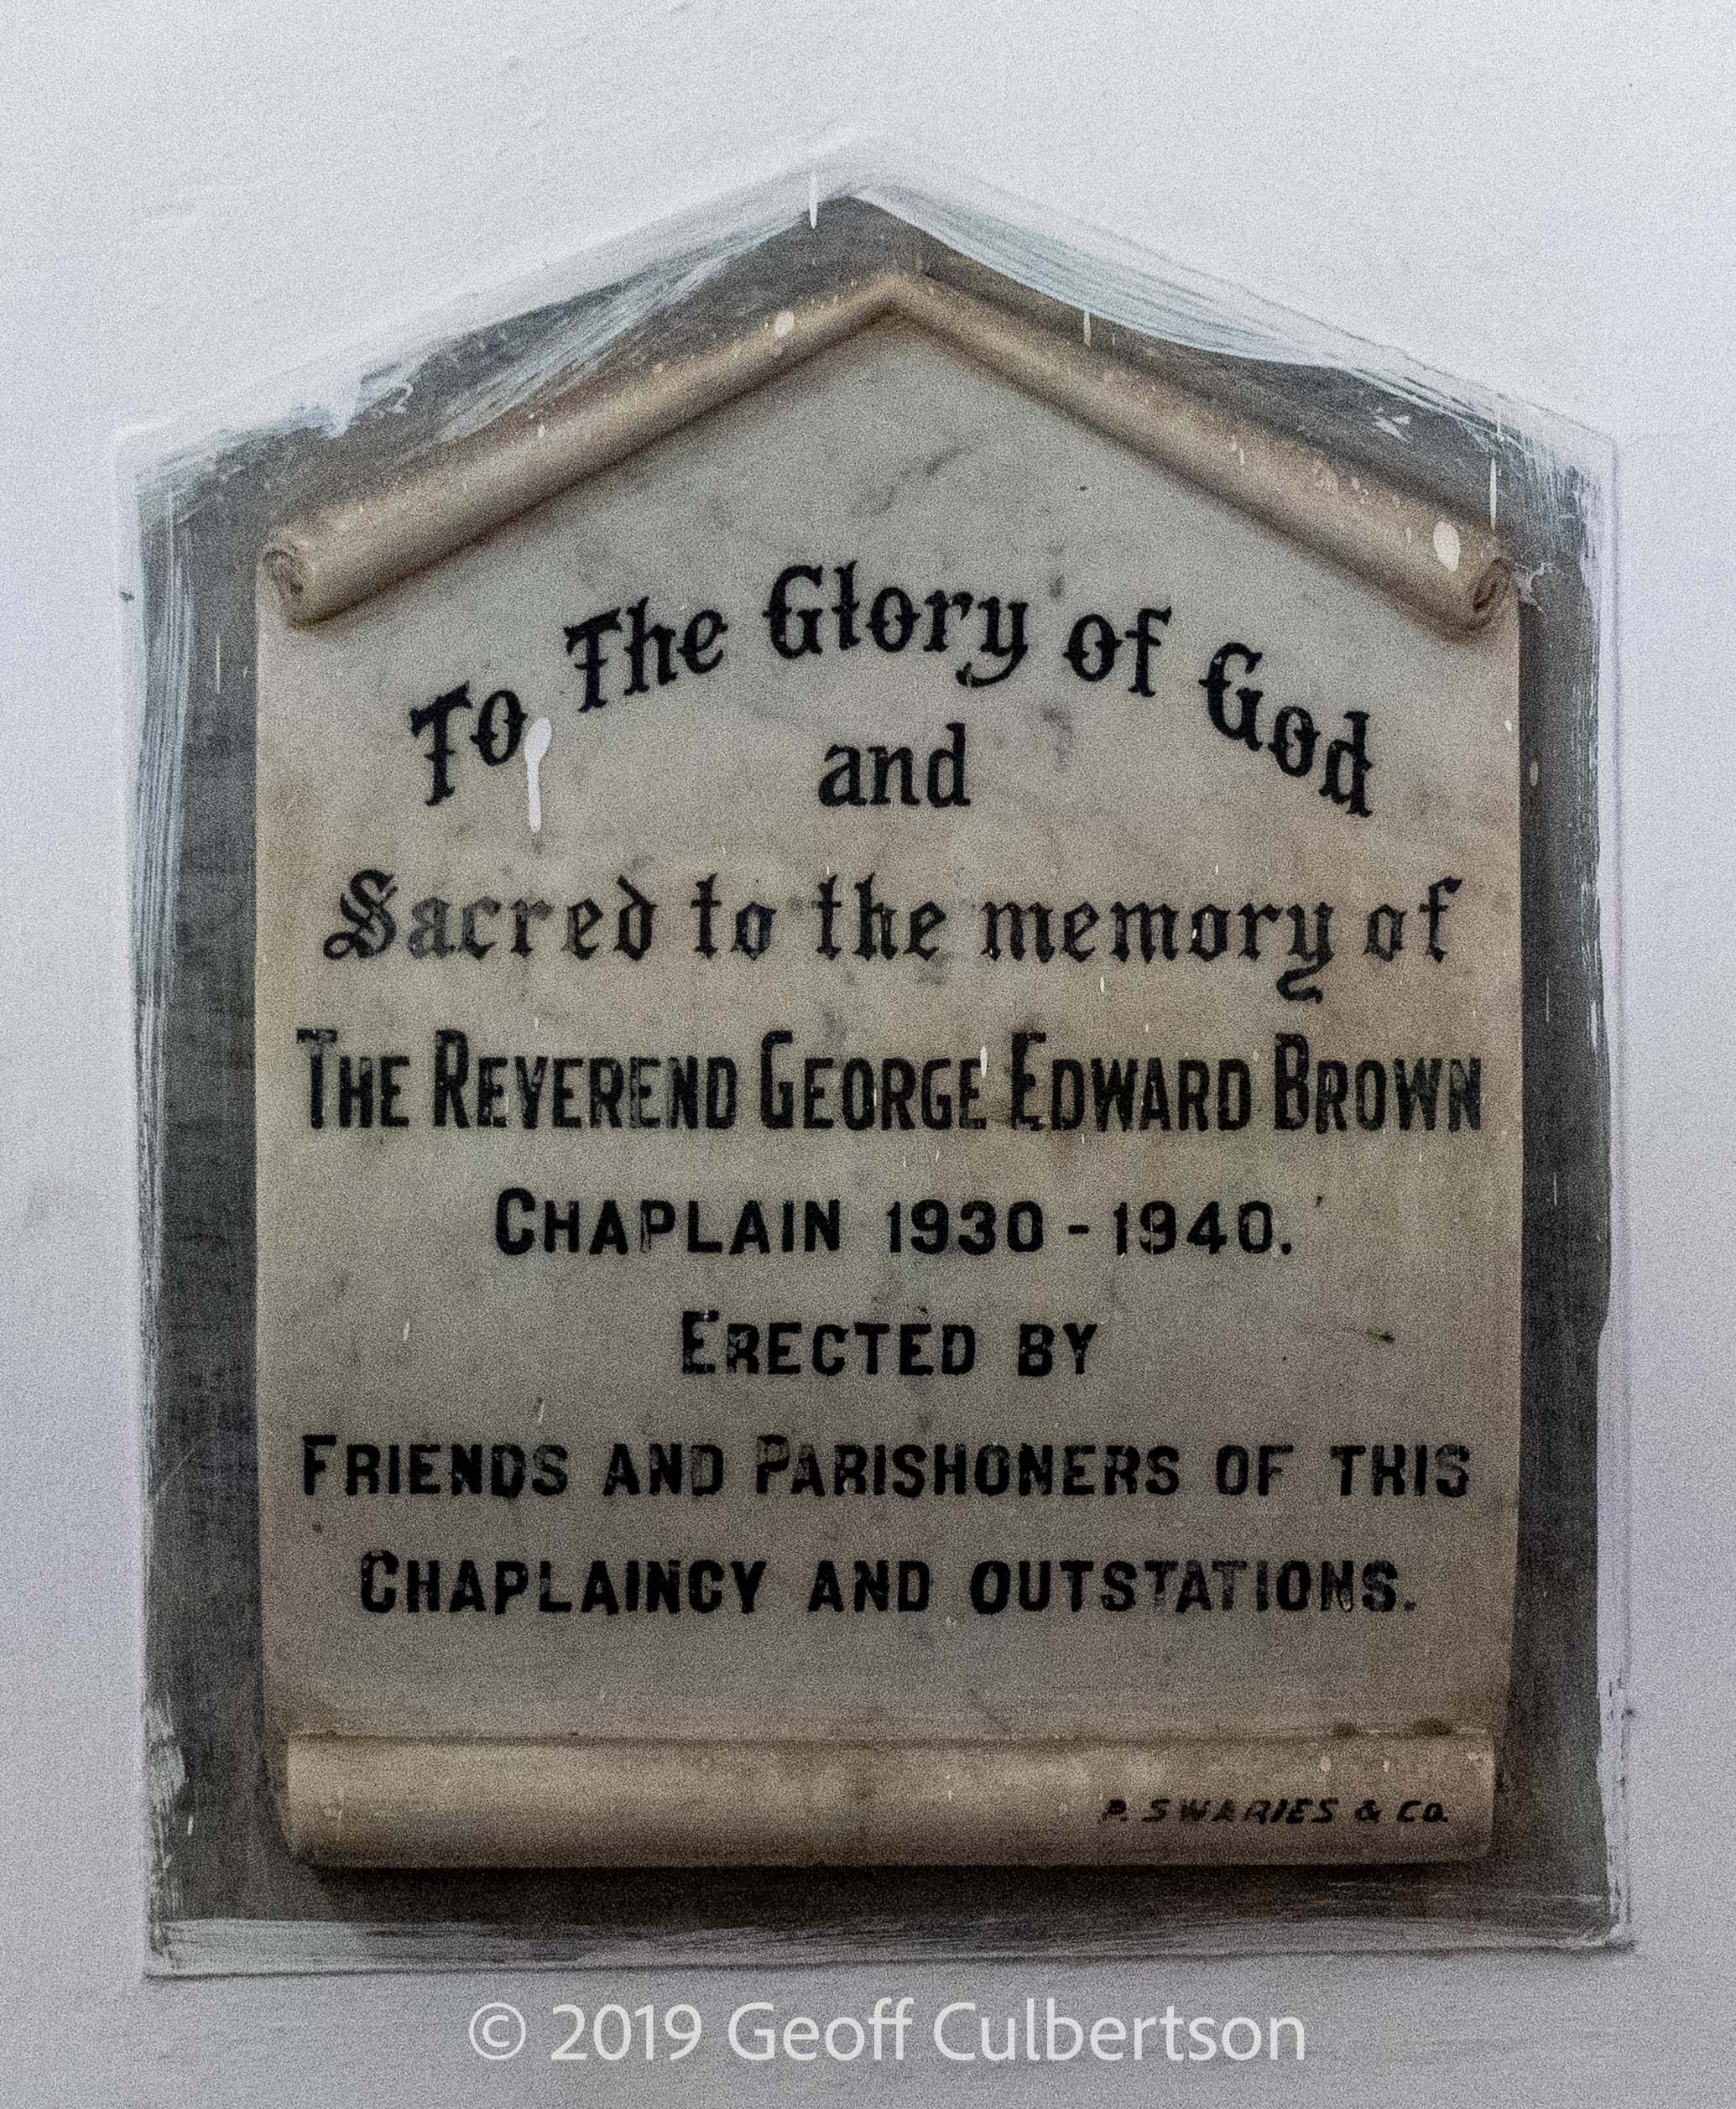 To The Glory of God
and
Sacred to the memory of
THE REVEREND GEORGE EDWARD BROWN
CHAPLAIN 1930 - 1940.
ERECTED BY
FRIENDS AND PARISHONERS OF THIS
CHAPLAINCY AND OUTSTATIONS.
P. SWARIES & CO.
© 2019 Geoff Culbertson